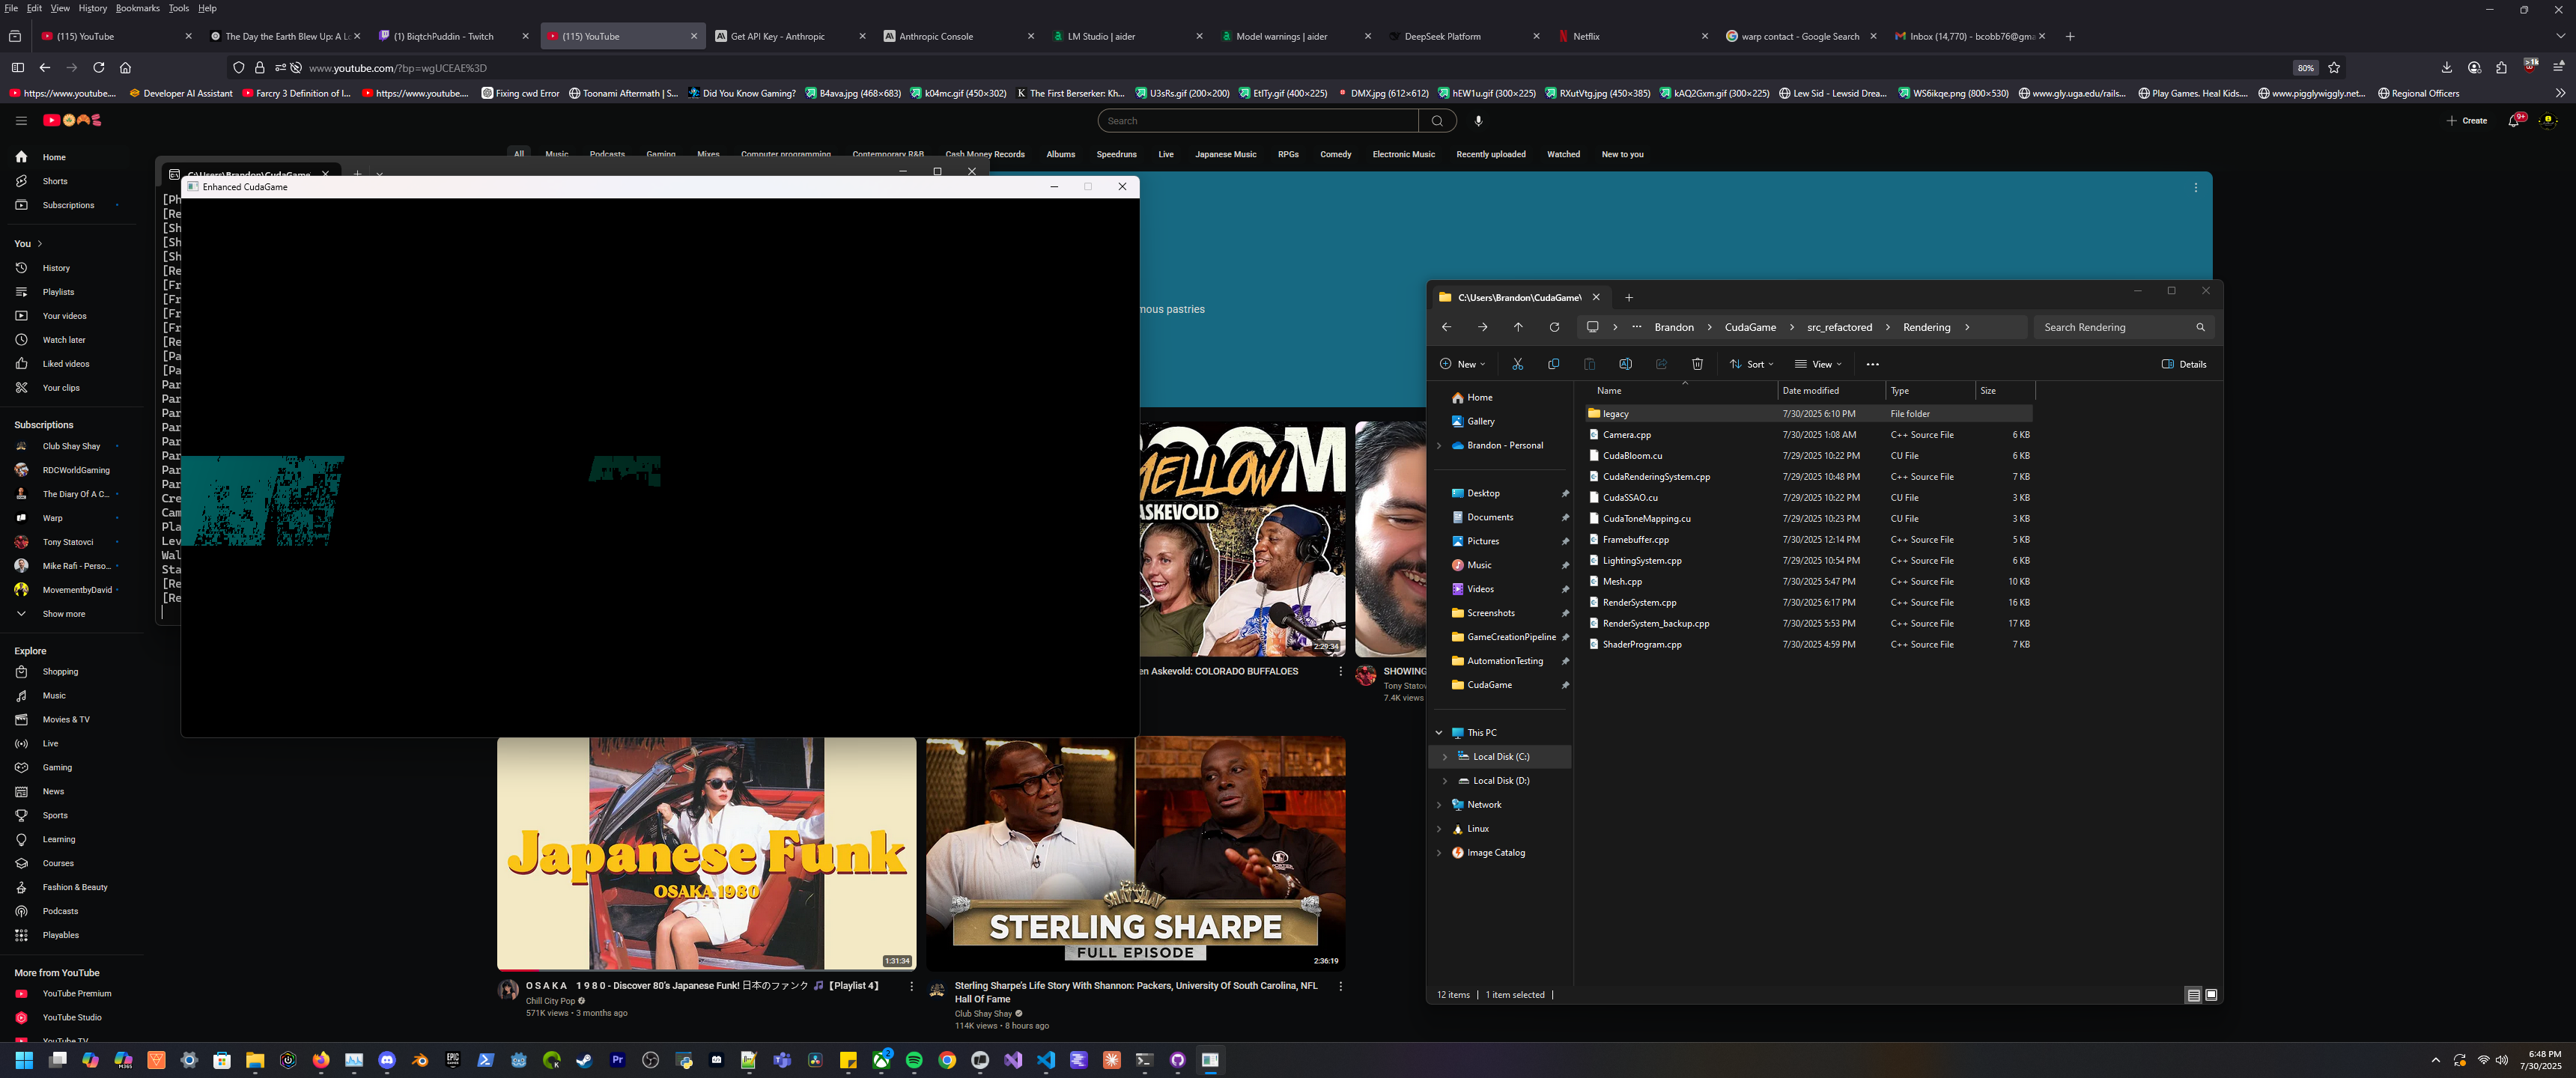 File Edit View History Bookmarks Tools Help
(115) YouTube
The Day the Earth Blew Up: A Lo
(1) BiqtchPuddin - Twitch
(115) YouTube
Get API Key - Anthropic
Anthropic Console
LM Studio | aider
Model warnings | aider
DeepSeek Platform
Netflix
warp contact - Google Search
Inbox (14,770) - bcobb76@gma
www.youtube.com/?bp=wgUCEAE%3D
80%
https://www.youtube....
Developer AI Assistant
Farcry 3 Definition of I...
https://www.youtube....
Fixing cwd Error
Toonami Aftermath | S...
Did You Know Gaming?
B4ava.jpg (468×683)
k04mc.gif (450×302)
The First Berserker: Kh...
U3sRs.gif (200×200)
EtITy.gif (400×225)
DMX.jpg (612×612)
hEW1u.gif (300×225)
RXutVtg.jpg (450×385)
kAQ2Gxm.gif (300×225)
Lew Sid - Lewsid Drea...
WS6ikqe.png (800×530)
www.gly.uga.edu/rails...
Play Games. Heal Kids....
www.pigglywiggly.net...
Regional Officers
Search
Create
9+
All Music Podcasts Gaming Mixes Computer programming Contemporary R&B Cash Money Records Albums Speedruns Live Japanese Music RPGs Comedy Electronic Music Recently uploaded Watched New to you
Home
Shorts
Subscriptions
You
History
Playlists
Your videos
Watch later
Liked videos
Your clips
Subscriptions
Club Shay Shay
RDCWorldGaming
The Diary Of A C...
Warp
Tony Statovci
Mike Rafi - Perso...
MovementbyDavid
Show more
Explore
Shopping
Music
Movies & TV
Live
Gaming
News
Sports
Learning
Courses
Fashion & Beauty
Podcasts
Playables
More from YouTube
YouTube Premium
YouTube Studio
YouTube TV
C:\Users\Brandon\CudaGame\
Enhanced CudaGame
[Ph
[Re
[Sh
[Sh
[Sh
[Re
[Fr
[Fr
[Fr
[Fr
[Re
[Pa
[Pa
Par
Par
Par
Par
Par
Par
Par
Par
Cre
Cam
Pla
Lev
Wal
Sta
[Re
[Re
mous pastries
MELLOW
ASKEVOLD
2:29:34
en Askevold: COLORADO BUFFALOES
SHOWING
Tony Statov
7.4K views
Japanese Funk
OSAKA 1980
1:31:34
O S A K A 1 9 8 0 - Discover 80's Japanese Funk! 日本のファンク 🎵【Playlist 4】
Chill City Pop
571K views • 3 months ago
CLUB SHAY SHAY
STERLING SHARPE
FULL EPISODE
2:36:19
Sterling Sharpe's Life Story With Shannon: Packers, University Of South Carolina, NFL
Hall Of Fame
Club Shay Shay
114K views • 8 hours ago
C:\Users\Brandon\CudaGame\
Brandon > CudaGame > src_refactored > Rendering >
Search Rendering
New
Sort
View
Details
Home
Gallery
Brandon - Personal
Desktop
Documents
Pictures
Music
Videos
Screenshots
GameCreationPipeline
AutomationTesting
CudaGame
This PC
Local Disk (C:)
Local Disk (D:)
Network
Linux
Image Catalog
Name Date modified Type Size
legacy 7/30/2025 6:10 PM File folder
Camera.cpp 7/30/2025 1:08 AM C++ Source File 6 KB
CudaBloom.cu 7/29/2025 10:22 PM CU File 6 KB
CudaRenderingSystem.cpp 7/29/2025 10:48 PM C++ Source File 7 KB
CudaSSAO.cu 7/29/2025 10:22 PM CU File 3 KB
CudaToneMapping.cu 7/29/2025 10:23 PM CU File 3 KB
Framebuffer.cpp 7/30/2025 12:14 PM C++ Source File 5 KB
LightingSystem.cpp 7/29/2025 10:54 PM C++ Source File 6 KB
Mesh.cpp 7/30/2025 5:47 PM C++ Source File 10 KB
RenderSystem.cpp 7/30/2025 6:17 PM C++ Source File 16 KB
RenderSystem_backup.cpp 7/30/2025 5:53 PM C++ Source File 17 KB
ShaderProgram.cpp 7/30/2025 4:59 PM C++ Source File 7 KB
12 items 1 item selected
6:48 PM
7/30/2025